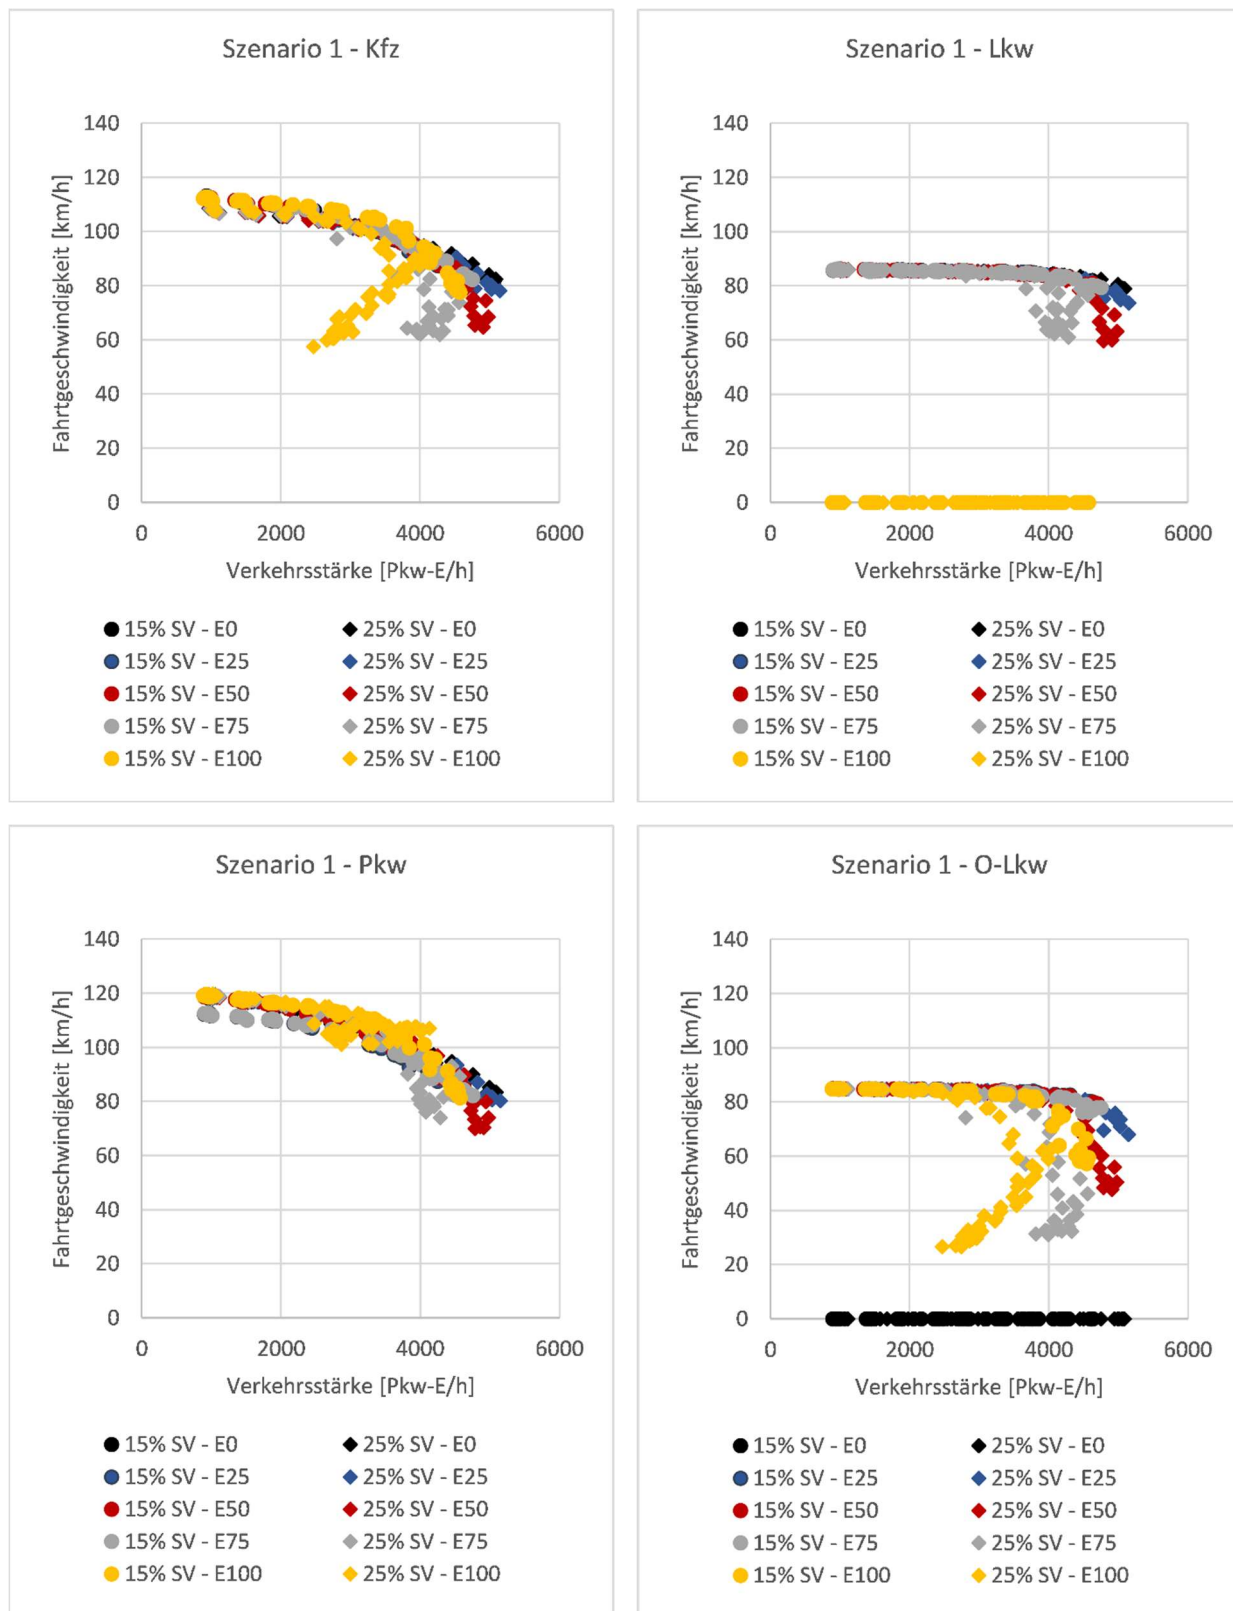 Szenario 1 - Kfz
140
120
100
80
60
40
20
0
0 2000 4000 6000
Fahrtgeschwindigkeit [km/h]
Verkehrsstärke [Pkw-E/h]
15% SV - E0 25% SV - E0
15% SV - E25 25% SV - E25
15% SV - E50 25% SV - E50
15% SV - E75 25% SV - E75
15% SV - E100 25% SV - E100
Szenario 1 - Lkw
140
120
100
80
60
40
20
0
0 2000 4000 6000
Fahrtgeschwindigkeit [km/h]
Verkehrsstärke [Pkw-E/h]
15% SV - E0 25% SV - E0
15% SV - E25 25% SV - E25
15% SV - E50 25% SV - E50
15% SV - E75 25% SV - E75
15% SV - E100 25% SV - E100
Szenario 1 - Pkw
140
120
100
80
60
40
20
0
0 2000 4000 6000
Fahrtgeschwindigkeit [km/h]
Verkehrsstärke [Pkw-E/h]
15% SV - E0 25% SV - E0
15% SV - E25 25% SV - E25
15% SV - E50 25% SV - E50
15% SV - E75 25% SV - E75
15% SV - E100 25% SV - E100
Szenario 1 - O-Lkw
140
120
100
80
60
40
20
0
0 2000 4000 6000
Fahrtgeschwindigkeit [km/h]
Verkehrsstärke [Pkw-E/h]
15% SV - E0 25% SV - E0
15% SV - E25 25% SV - E25
15% SV - E50 25% SV - E50
15% SV - E75 25% SV - E75
15% SV - E100 25% SV - E100